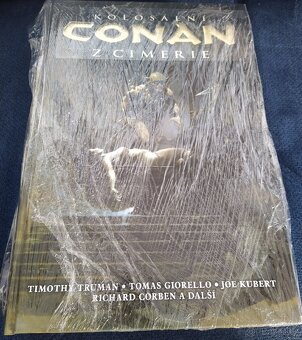 KOLOSÁLNÍ
CONAN
Z CIMERIE
TIMOTHY TRUMAN • TOMAS GIORELLO • JOE KUBERT
RICHARD CORBEN A DALŠÍ